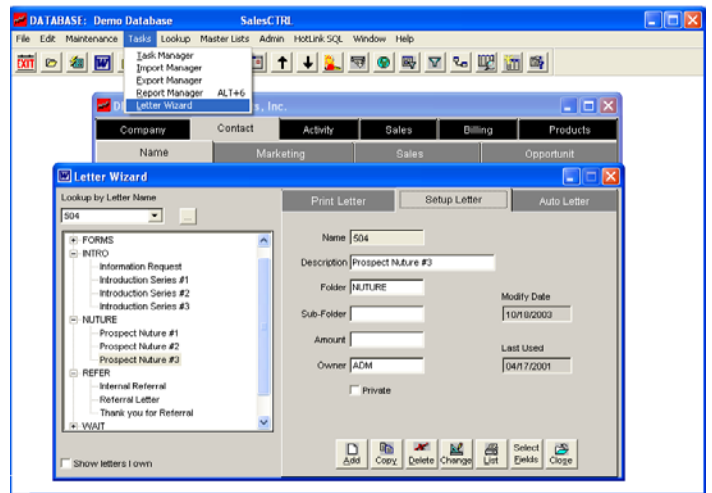 DATABASE: Demo Database SalesCTRL
File Edit Maintenance Tasks Lookup Master Lists Admin HotLink SQL Window Help
EXIT
Task Manager
Import Manager
Export Manager
Report Manager ALT+6
Letter Wizard
, Inc.
Company Contact Activity Sales Billing Products
Name Marketing Sales Opportunit
Letter Wizard
Lookup by Letter Name
504
...
Print Letter Setup Letter Auto Letter
FORMS
INTRO
Information Request
Introduction Series #1
Introduction Series #2
Introduction Series #3
NUTURE
Prospect Nuture #1
Prospect Nuture #2
Prospect Nuture #3
REFER
Internal Referral
Referral Letter
Thank you for Referral
WAIT
Show letters I own
Name 504
Description Prospect Nuture #3
Folder NUTURE
Sub-Folder
Amount
Owner ADM
Private
Modify Date
10/18/2003
Last Used
04/17/2001
Add Copy Delete Change List Select Fields Close